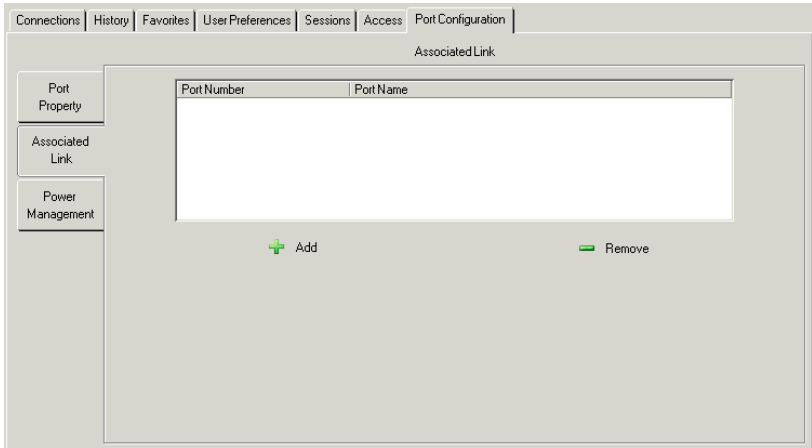 Connections History Favorites User Preferences Sessions Access Port Configuration
Associated Link
Port
Property
Associated
Link
Power
Management
Port Number Port Name
Add Remove